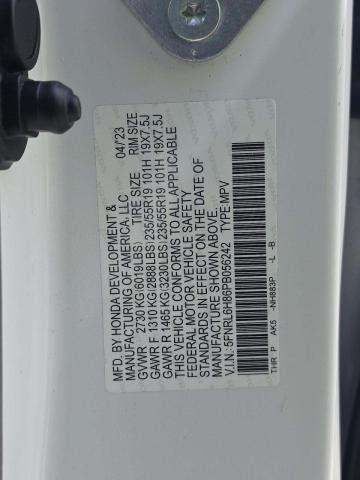 MFD. BY HONDA DEVELOPMENT & 04/23
MANUFACTURING OF AMERICA, LLC.
GVWR 2730 KG(6019LBS) TIRE SIZE RIM SIZE
GAWR F 1310 KG(2888LBS) 235/55R19 101H 19X7.5J
GAWR R 1465 KG(3230LBS) 235/55R19 101H 19X7.5J
THIS VEHICLE CONFORMS TO ALL APPLICABLE
FEDERAL MOTOR VEHICLE SAFETY
STANDARDS IN EFFECT ON THE DATE OF
MANUFACTURE SHOWN ABOVE.
V.I.N.: 5FNRL6H86PB056242 TYPE:MPV
THR P AK5 -NH883P -L -B